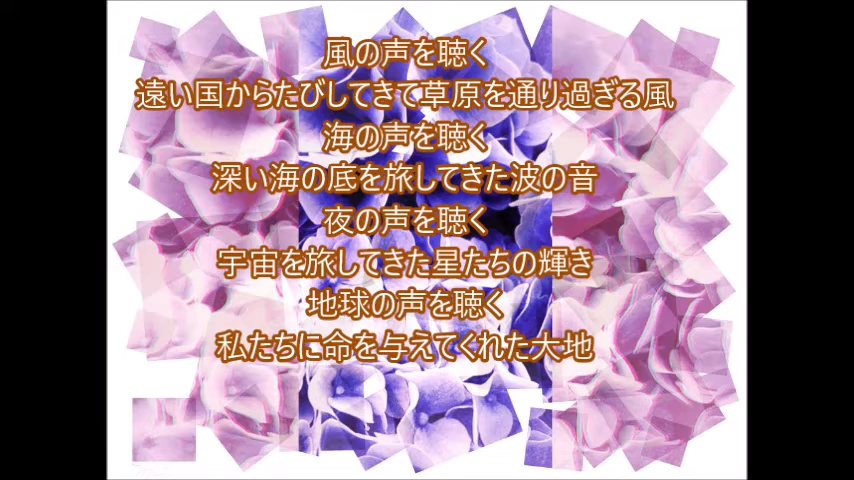 風の声を聴く
遠い国からたびしてきて草原を通り過ぎる風
海の声を聴く
深い海の底を旅してきた波の音
夜の声を聴く
宇宙を旅してきた星たちの輝き
地球の声を聴く
私たちに命を与えてくれた大地